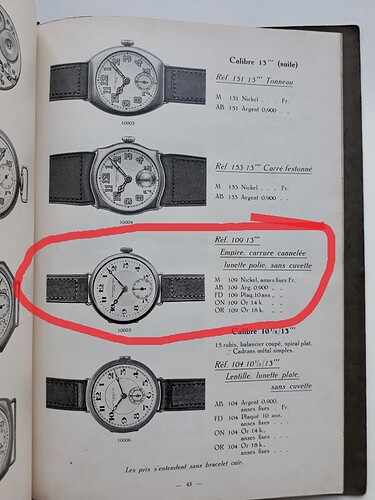 Calibre 13''' (suite)
Réf. 151 13''' Tonneau
M 151 Nickel . . . Fr.
AB 151 Argent 0,900 . .
10003
Réf. 153 13''' Carré festonné
M 153 Nickel . . . Fr.
AB 153 Argent 0,900 . .
10004
Réf. 109 13'''
Empire, carrure cannelée
lunette polie, sans cuvette
M 109 Nickel, anses fixes Fr.
AB 109 Arg. 0,900 . .
FD 109 Plaq. 10 ans . .
ON 109 Or 14 k. . . .
OR 109 Or 18 k. . . .
10005
Calibre 10½/13'''
15 rubis, balancier coupé, spiral plat.
Cadrans métal simples.
Réf. 104 10½/13'''
Lentille, lunette plate,
sans cuvette
AB 104 Argent 0,900,
anses fixes . Fr.
FD 104 Plaqué 10 ans,
anses fixes . .
ON 104 Or 14 k.,
anses fixes . . .
OR 104 Or 18 k.,
anses fixes . . .
10006
Les prix s'entendent sans bracelet cuir.
— 43 —